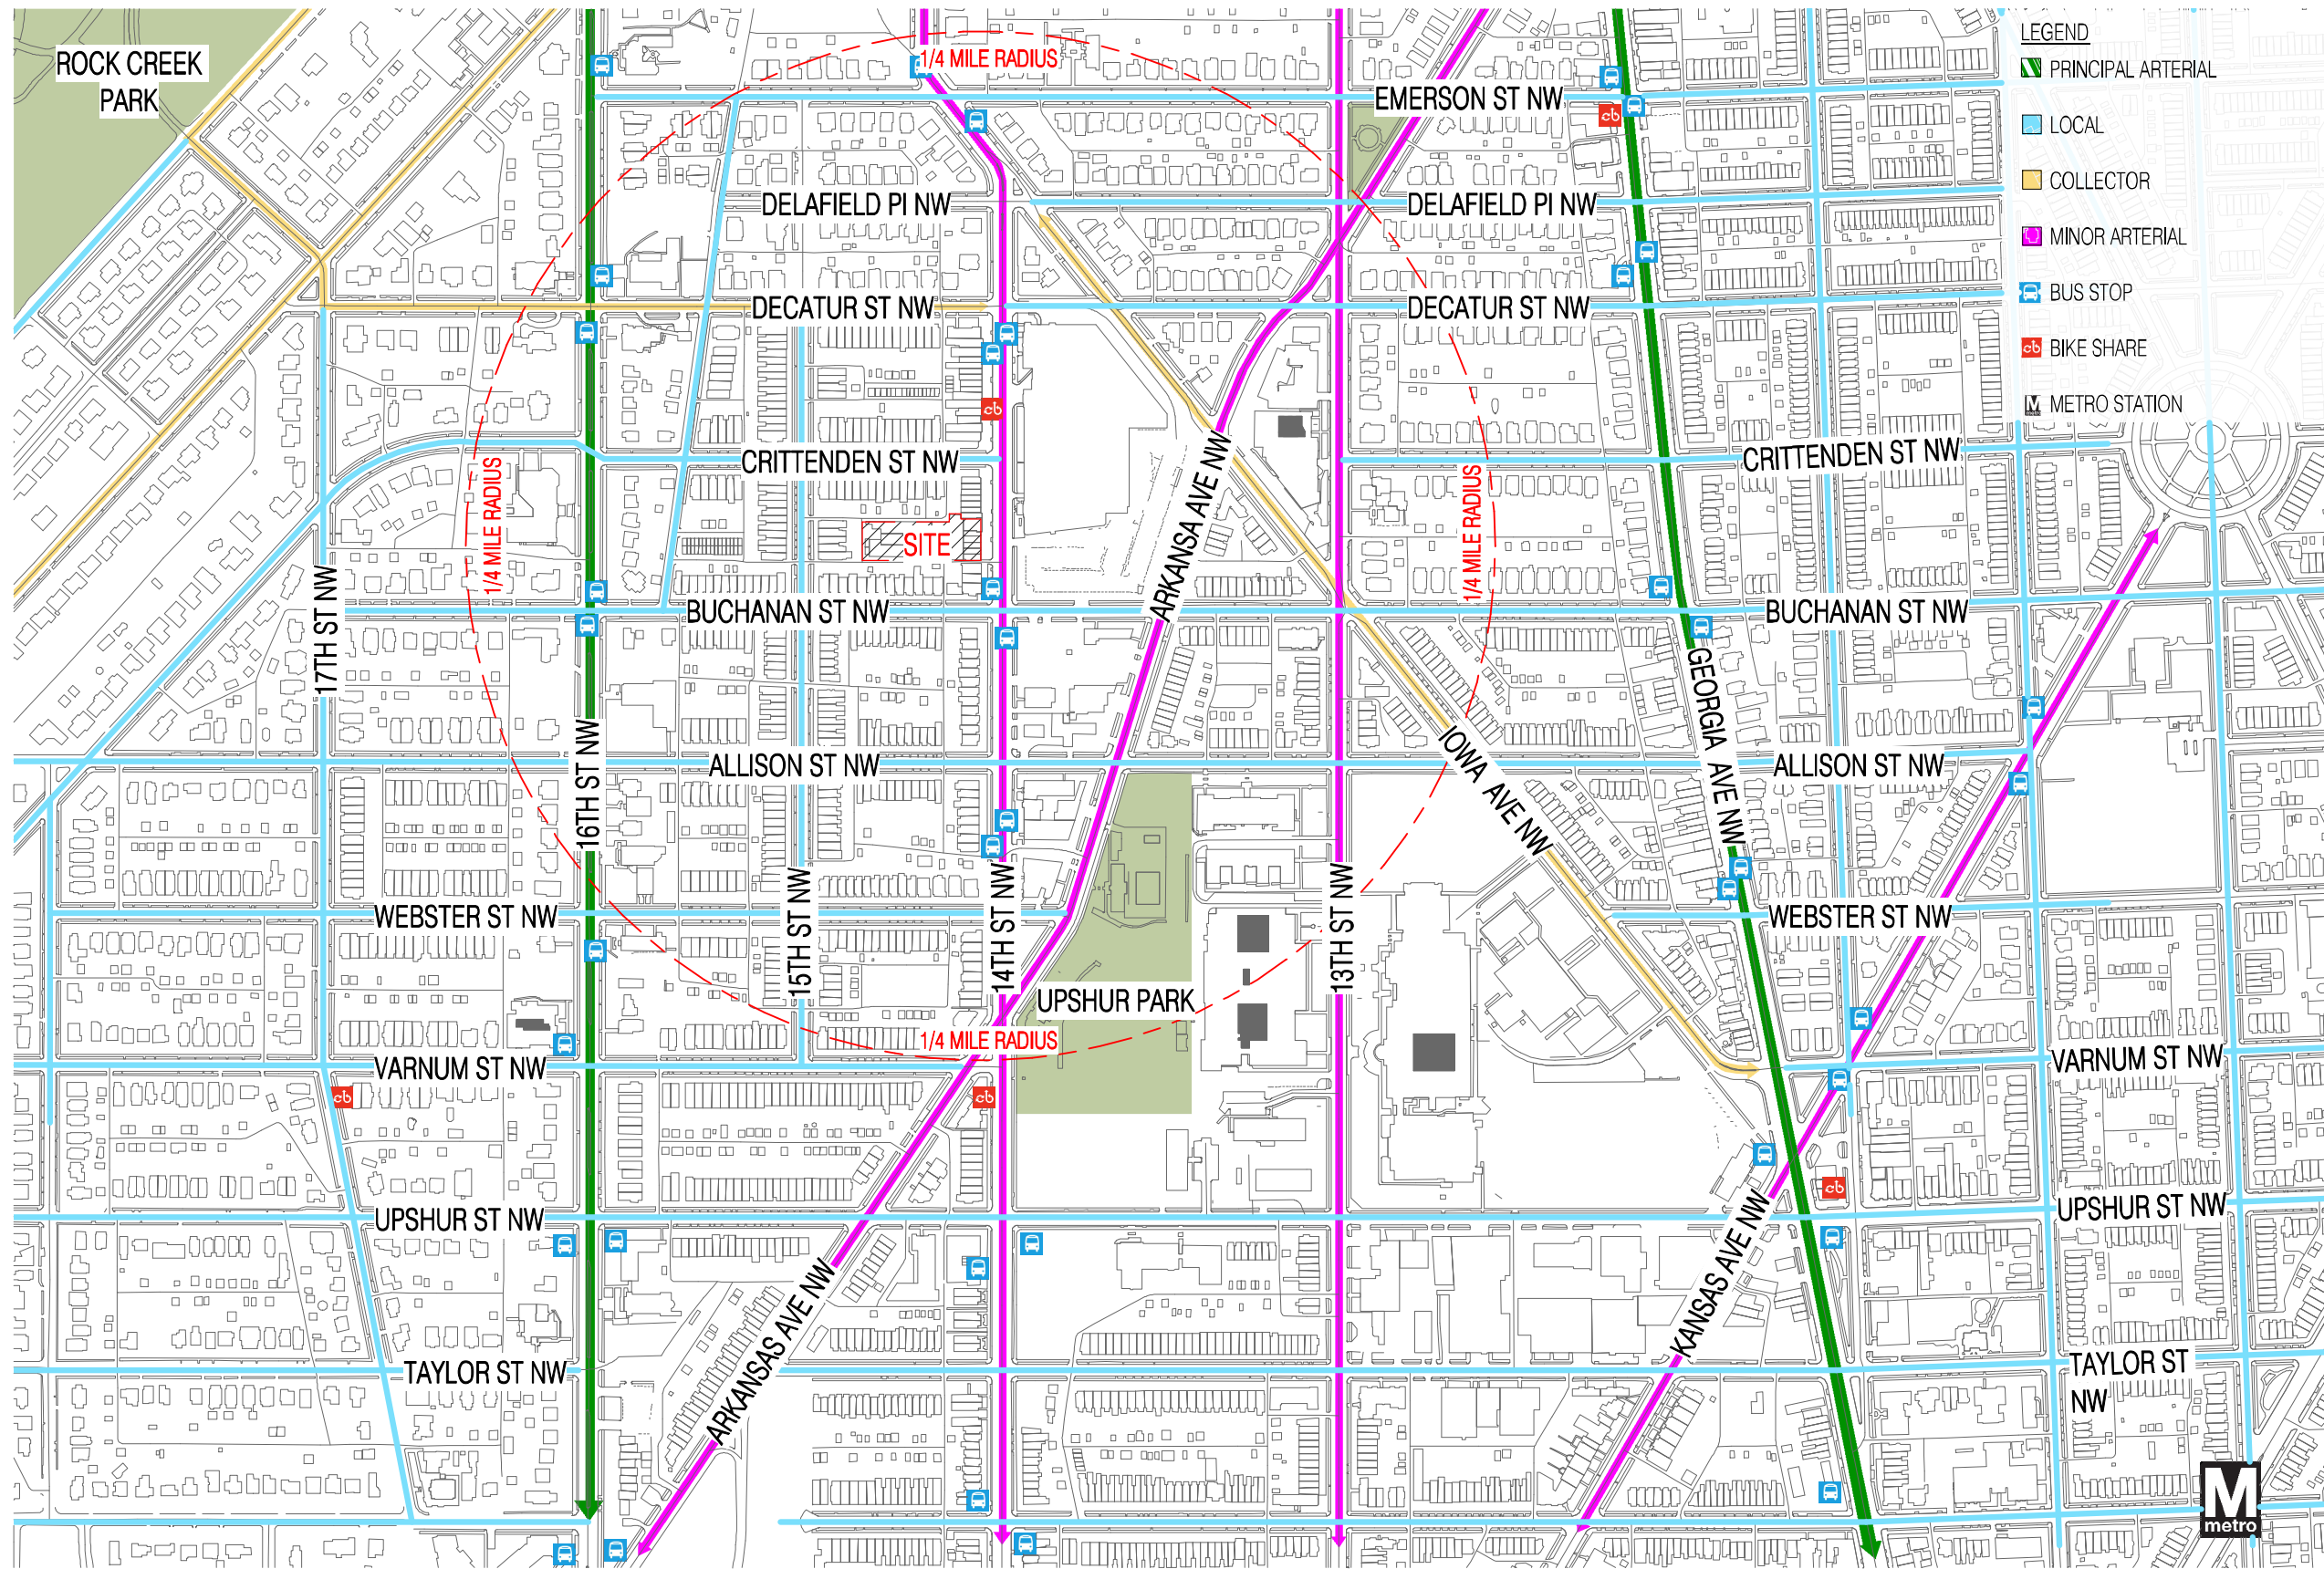 ROCK CREEK
PARK
1/4 MILE RADIUS
EMERSON ST NW
cb
LEGEND
PRINCIPAL ARTERIAL
LOCAL
COLLECTOR
MINOR ARTERIAL
BUS STOP
cb BIKE SHARE
M METRO STATION
DELAFIELD Pl NW
DELAFIELD Pl NW
DECATUR ST NW
DECATUR ST NW
cb
CRITTENDEN ST NW
CRITTENDEN ST NW
1/4 MILE RADIUS
1/4 MILE RADIUS
ARKANSA AVE NW
SITE
17TH ST NW
BUCHANAN ST NW
BUCHANAN ST NW
GEORGIA AVE NW
16TH ST NW
IOWA AVE NW
ALLISON ST NW
ALLISON ST NW
WEBSTER ST NW
15TH ST NW
14TH ST NW
13TH ST NW
WEBSTER ST NW
UPSHUR PARK
1/4 MILE RADIUS
VARNUM ST NW
VARNUM ST NW
cb
cb
cb
UPSHUR ST NW
UPSHUR ST NW
KANSAS AVE NW
ARKANSAS AVE NW
TAYLOR ST NW
TAYLOR ST
NW
M
metro